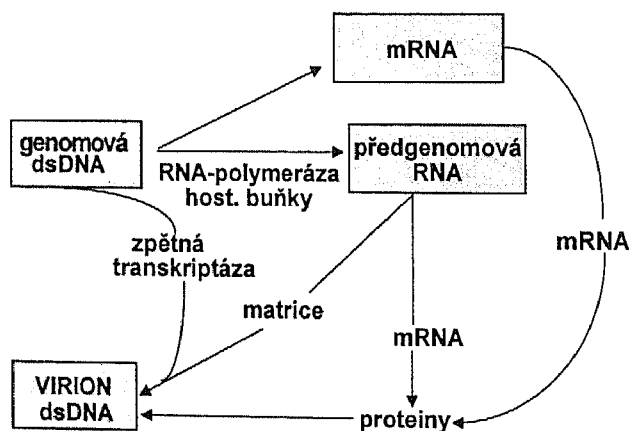 mRNA
genomová
dsDNA
RNA-polymeráza
host. buňky
předgenomová
RNA
zpětná
transkriptáza
mRNA
matrice
mRNA
VIRION
dsDNA
proteiny